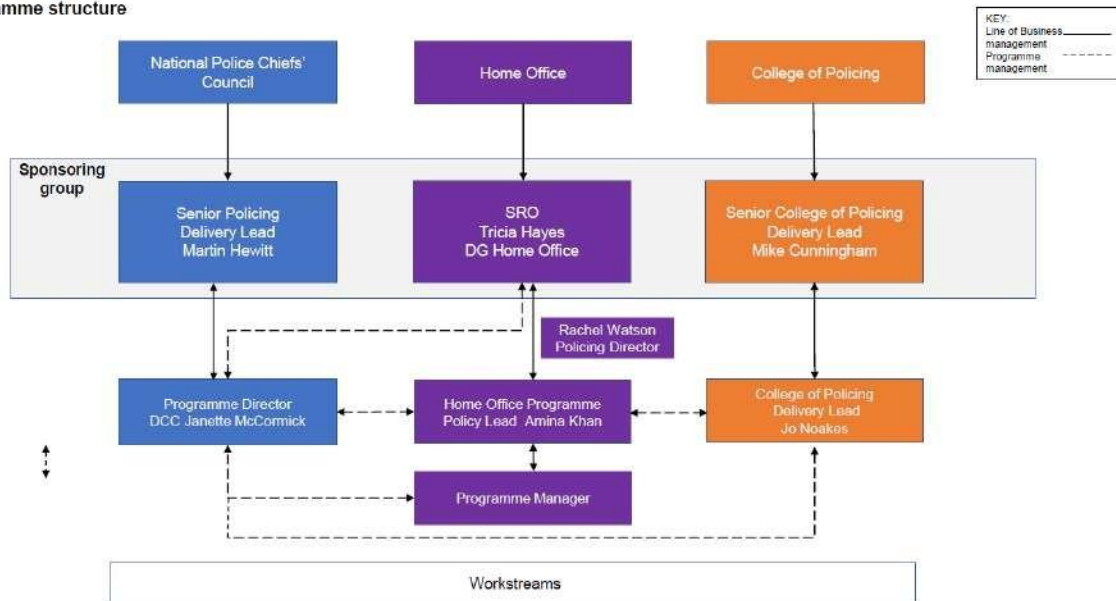 amme structure
KEY:
Line of Business
management
Programme
management
National Police Chiefs'
Council
Home Office
College of Policing
Sponsoring
group
Senior Policing
Delivery Lead
Martin Hewitt
SRO
Tricia Hayes
DG Home Office
Senior College of Policing
Delivery Lead
Mike Cunningham
Rachel Watson
Policing Director
Programme Director
DCC Janette McCormick
Home Office Programme
Policy Lead Amina Khan
College of Policing
Delivery Lead
Jo Noakes
Programme Manager
Workstreams